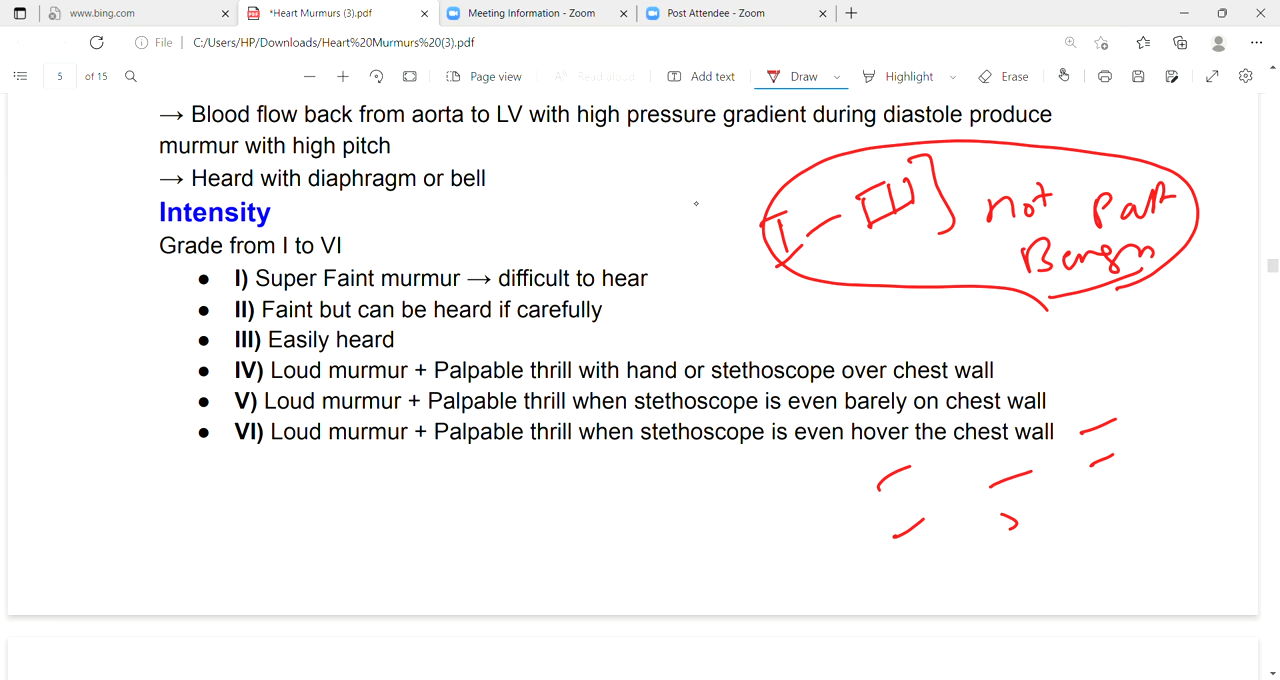 www.bing.com
*Heart Murmurs (3).pdf
Meeting Information - Zoom
Post Attendee - Zoom
File
C:/Users/HP/Downloads/Heart%20Murmurs%20(3).pdf
5 of 15
Page view
Read aloud
Add text
Draw
Highlight
Erase
→ Blood flow back from aorta to LV with high pressure gradient during diastole produce
murmur with high pitch
→ Heard with diaphragm or bell
Intensity
Grade from I to VI
● I) Super Faint murmur → difficult to hear
● II) Faint but can be heard if carefully
● III) Easily heard
● IV) Loud murmur + Palpable thrill with hand or stethoscope over chest wall
● V) Loud murmur + Palpable thrill when stethoscope is even barely on chest wall
● VI) Loud murmur + Palpable thrill when stethoscope is even hover the chest wall
I - III } not